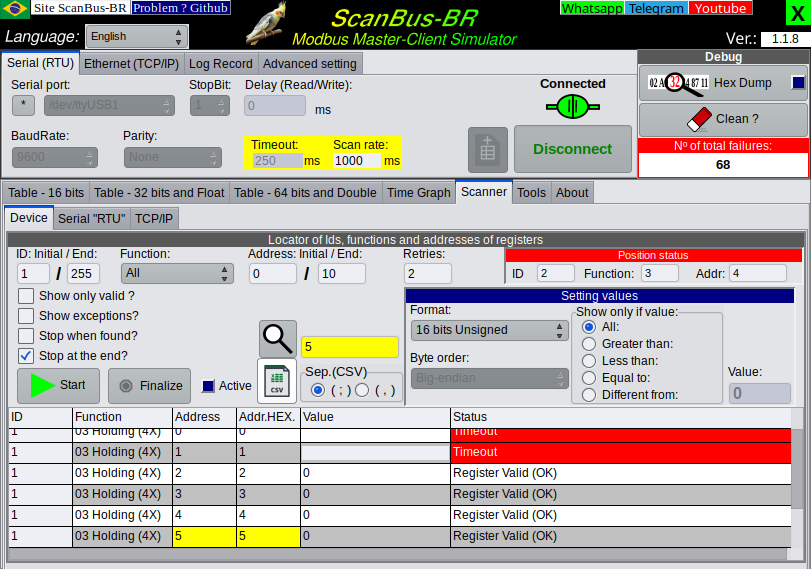 Site ScanBus-BR
Problem ? Github
Whatsapp
Telegram
Youtube
X
Language:
English
ScanBus-BR
Modbus Master-Client Simulator
Ver.:
1.1.8
Serial (RTU)
Ethernet (TCP/IP)
Log Record
Advanced setting
Debug
Serial port:
StopBit:
Delay (Read/Write):
Connected
*
/dev/ttyUSB1
1
0
ms
Hex Dump
BaudRate:
Parity:
Timeout:
Scan rate:
Clean ?
9600
None
250
ms
1000
ms
Disconnect
Nº of total failures:
68
Table - 16 bits
Table - 32 bits and Float
Table - 64 bits and Double
Time Graph
Scanner
Tools
About
Device
Serial "RTU"
TCP/IP
Locator of Ids, functions and addresses of registers
ID: Initial / End:
Function:
Address: Initial / End:
Retries:
Position status
1 / 255
All
0 / 10
2
ID 2
Function: 3
Addr: 4
Show only valid ?
Show exceptions?
Stop when found?
Stop at the end?
5
Setting values
Format:
16 bits Unsigned
Byte order:
Big-endian
Show only if value:
All:
Greater than:
Less than:
Equal to:
Different from:
Value:
0
Start
Finalize
Active
CSV
Sep.(CSV)
( ; )
( , )
ID Function Address Addr.HEX. Value Status
1 03 Holding (4X) 0 0 Timeout
1 03 Holding (4X) 1 1 Timeout
1 03 Holding (4X) 2 2 0 Register Valid (OK)
1 03 Holding (4X) 3 3 0 Register Valid (OK)
1 03 Holding (4X) 4 4 0 Register Valid (OK)
1 03 Holding (4X) 5 5 0 Register Valid (OK)